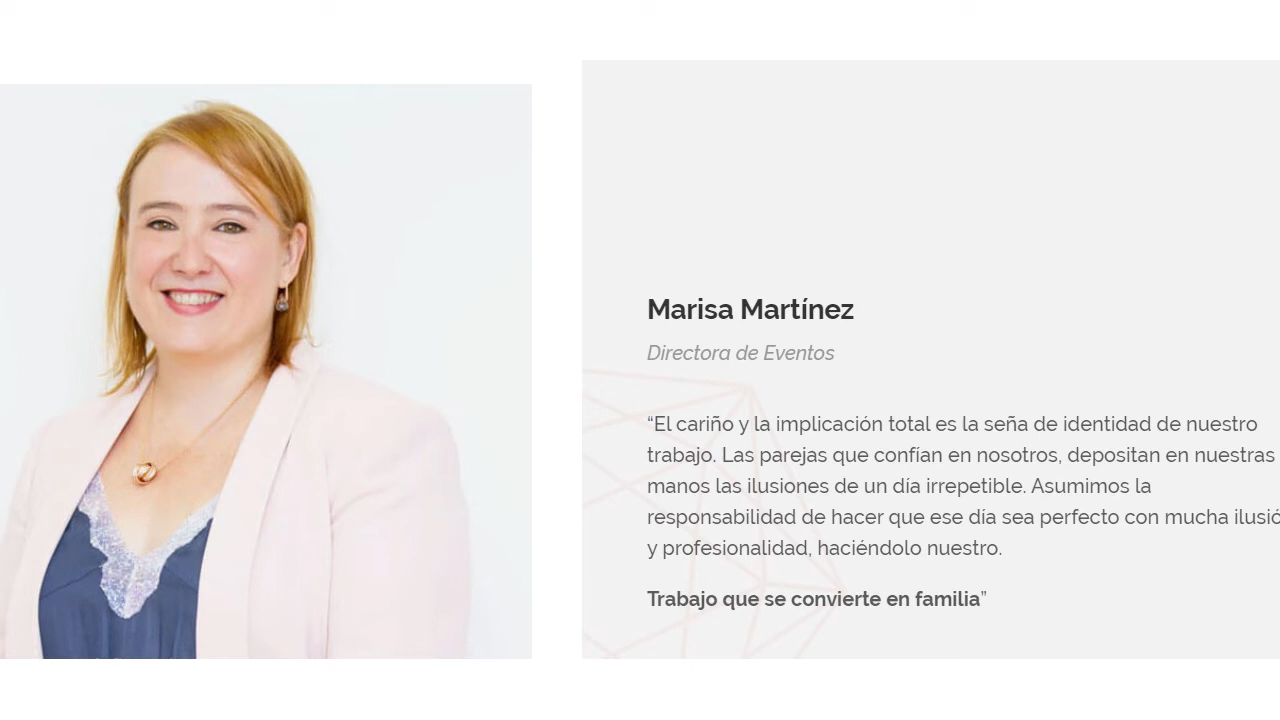 Marisa Martínez
Directora de Eventos
“El cariño y la implicación total es la seña de identidad de nuestro
trabajo. Las parejas que confían en nosotros, depositan en nuestras
manos las ilusiones de un día irrepetible. Asumimos la
responsabilidad de hacer que ese día sea perfecto con mucha ilusió
y profesionalidad, haciéndolo nuestro.
Trabajo que se convierte en familia”